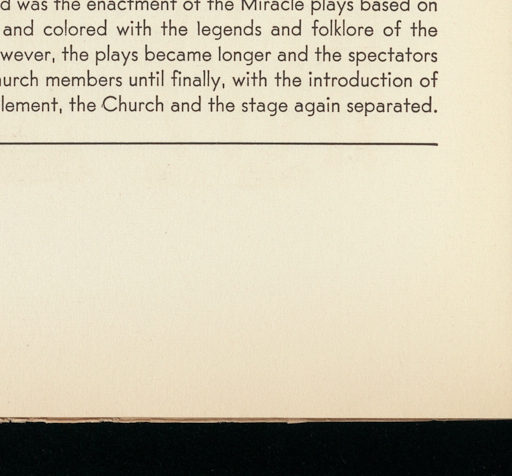 d was the enactment of the Miracle plays based on
and colored with the legends and folklore of the
wever, the plays became longer and the spectators
urch members until finally, with the introduction of
lement, the Church and the stage again separated.